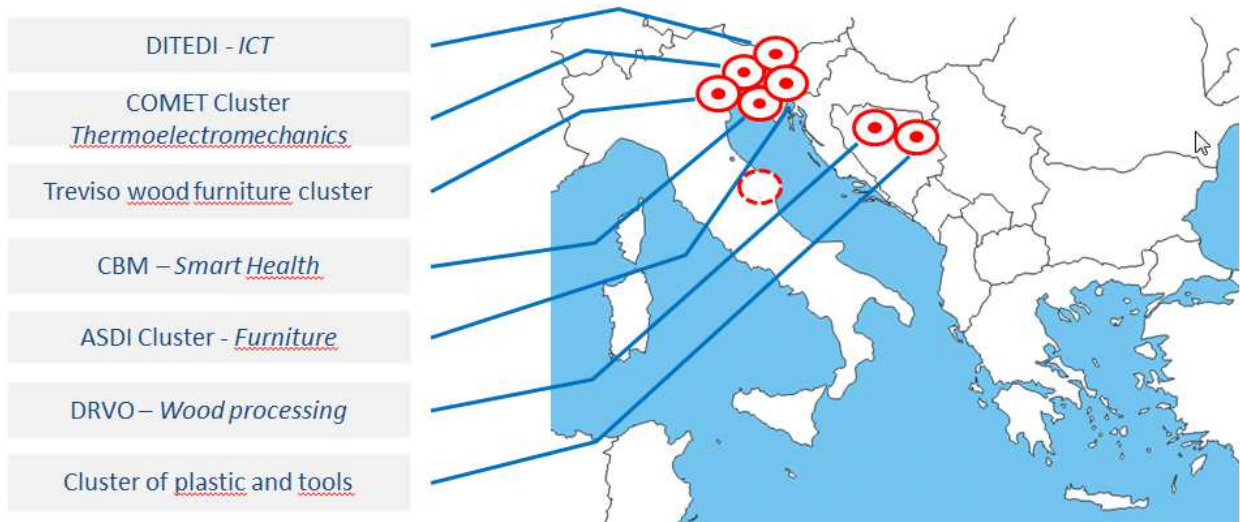 DITEDI - ICT
COMET Cluster
Thermoelectromechanics
Treviso wood furniture cluster
CBM – Smart Health
ASDI Cluster - Furniture
DRVO – Wood processing
Cluster of plastic and tools